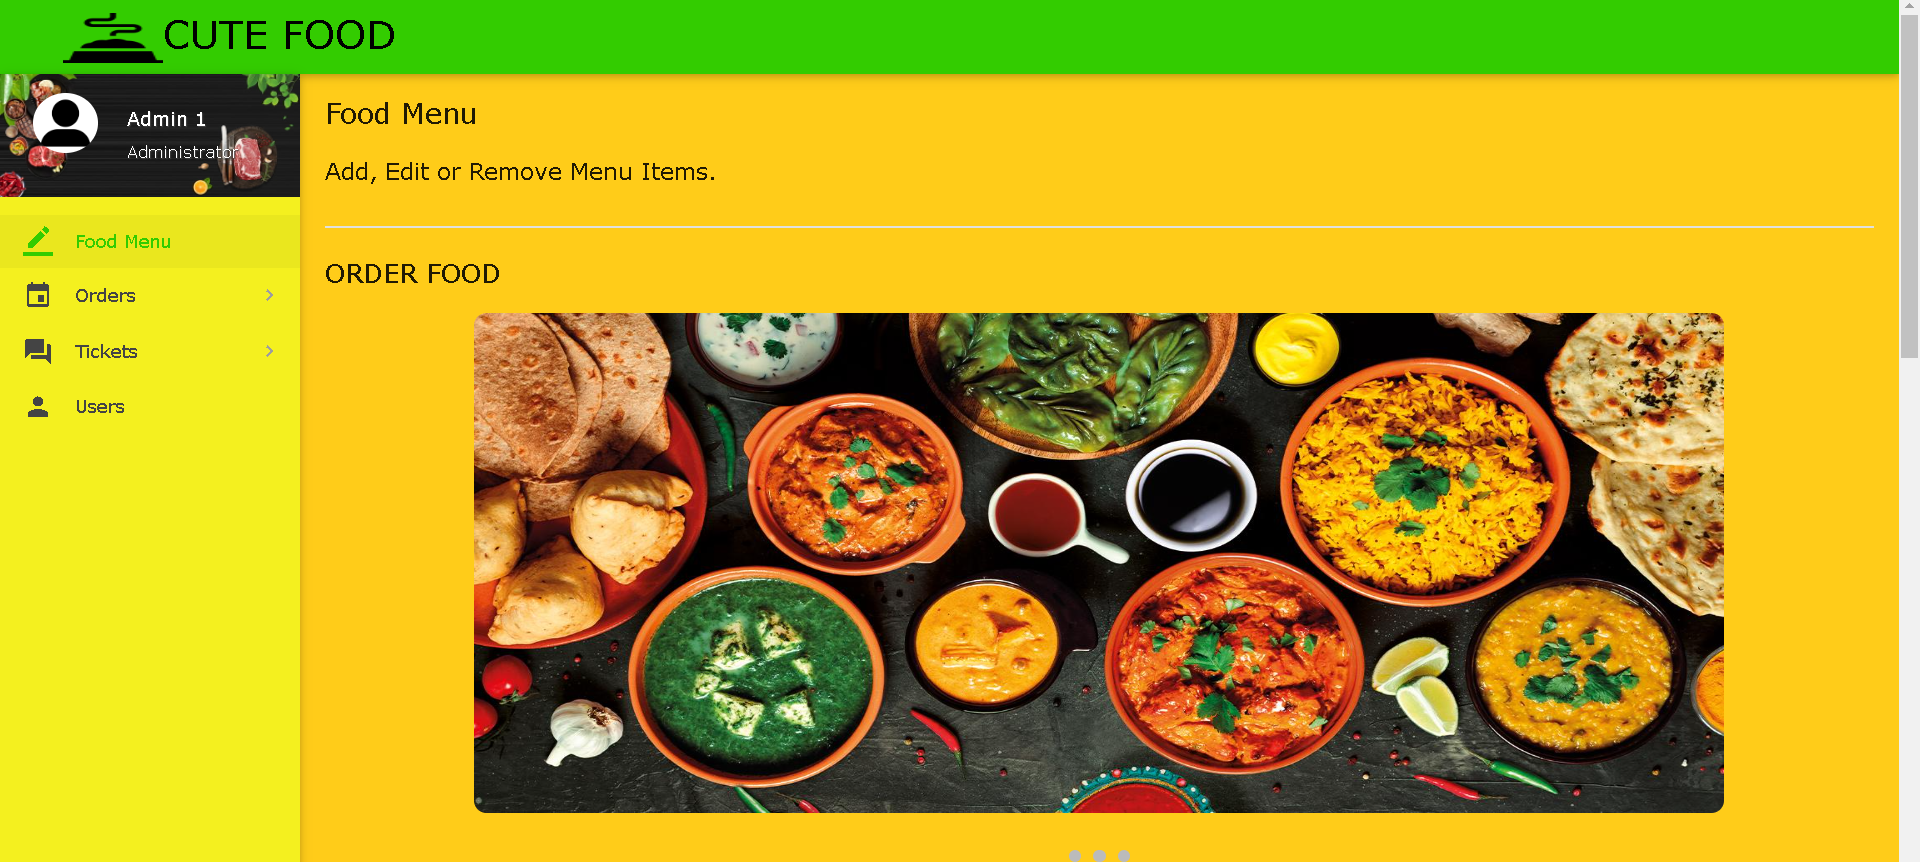 CUTE FOOD
Admin 1
Administrator
Food Menu
Orders
Tickets
Users
Food Menu
Add, Edit or Remove Menu Items.
ORDER FOOD